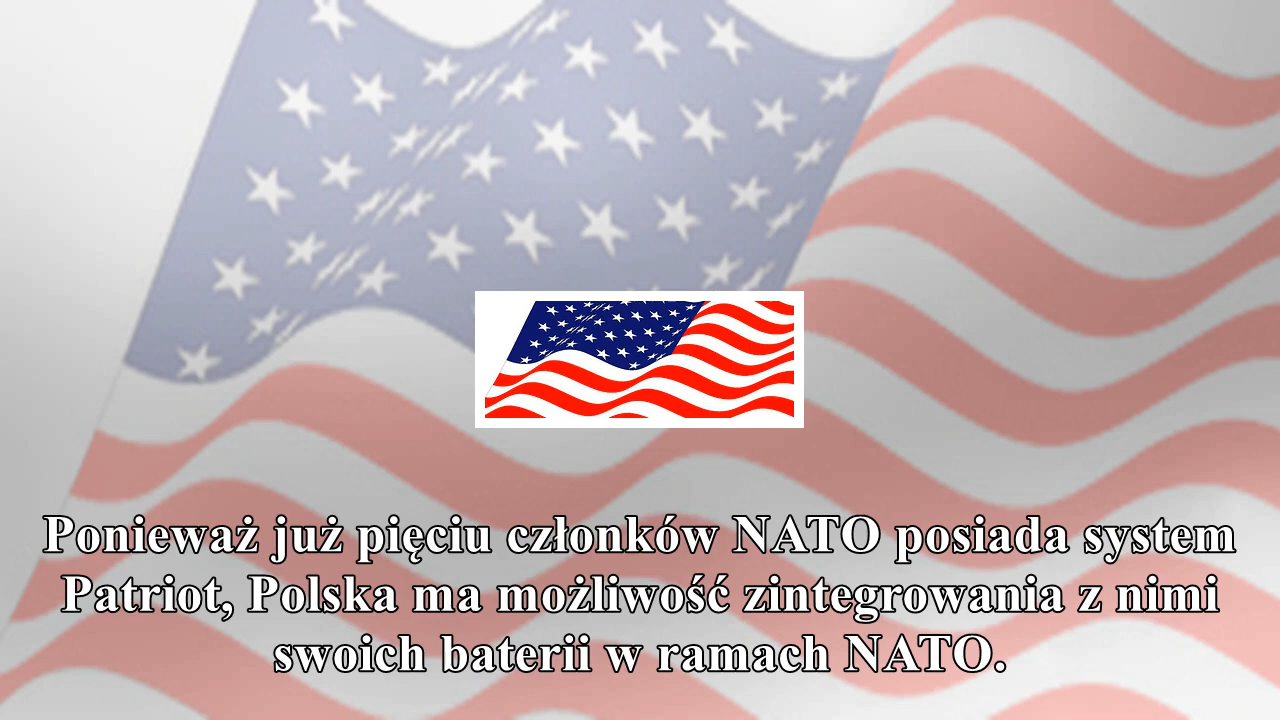 Ponieważ już pięciu członków NATO posiada system
Patriot, Polska ma możliwość zintegrowania z nimi
swoich baterii w ramach NATO.